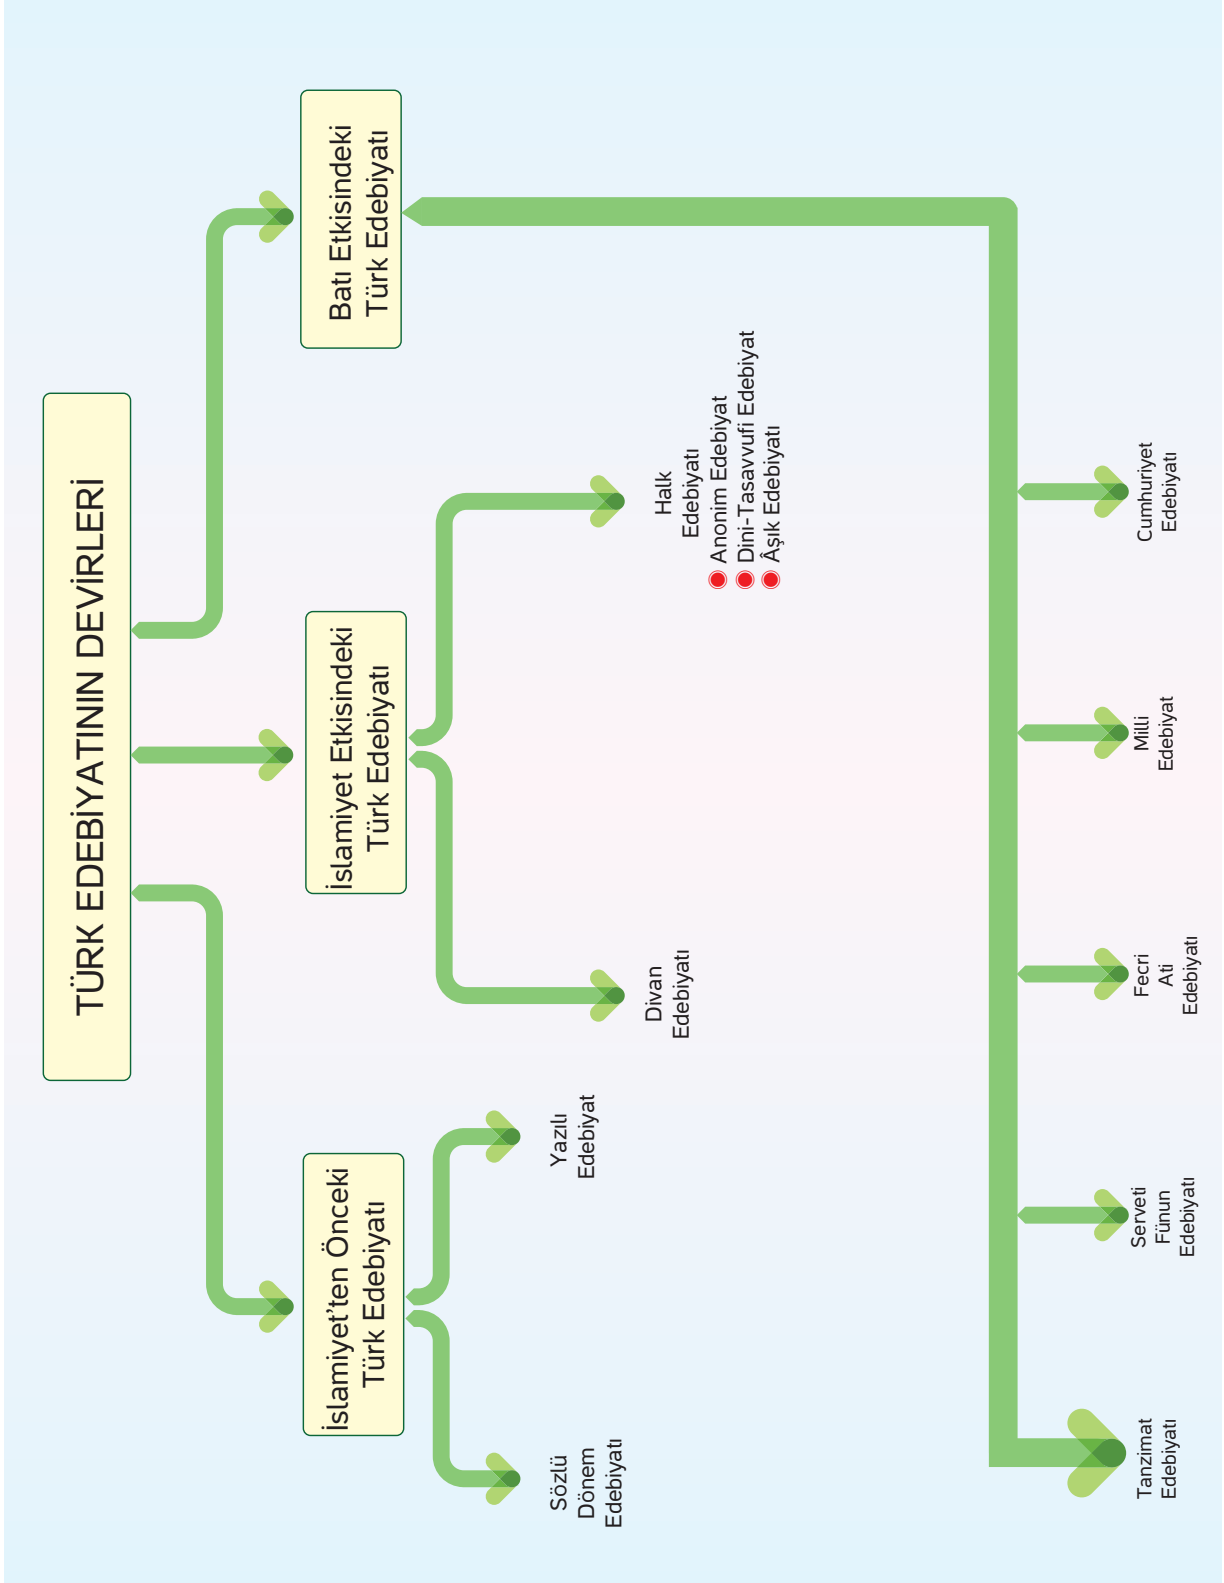 TÜRK EDEBİYATININ DEVİRLERİ
İslamiyet'ten Önceki
Türk Edebiyatı
İslamiyet Etkisindeki
Türk Edebiyatı
Batı Etkisindeki
Türk Edebiyatı
Sözlü
Dönem
Edebiyatı
Yazılı
Edebiyat
Divan
Edebiyatı
Halk
Edebiyatı
Anonim Edebiyat
Dini-Tasavvufi Edebiyat
Âşık Edebiyatı
Tanzimat
Edebiyatı
Serveti
Fünun
Edebiyatı
Fecri
Ati
Edebiyatı
Milli
Edebiyat
Cumhuriyet
Edebiyatı